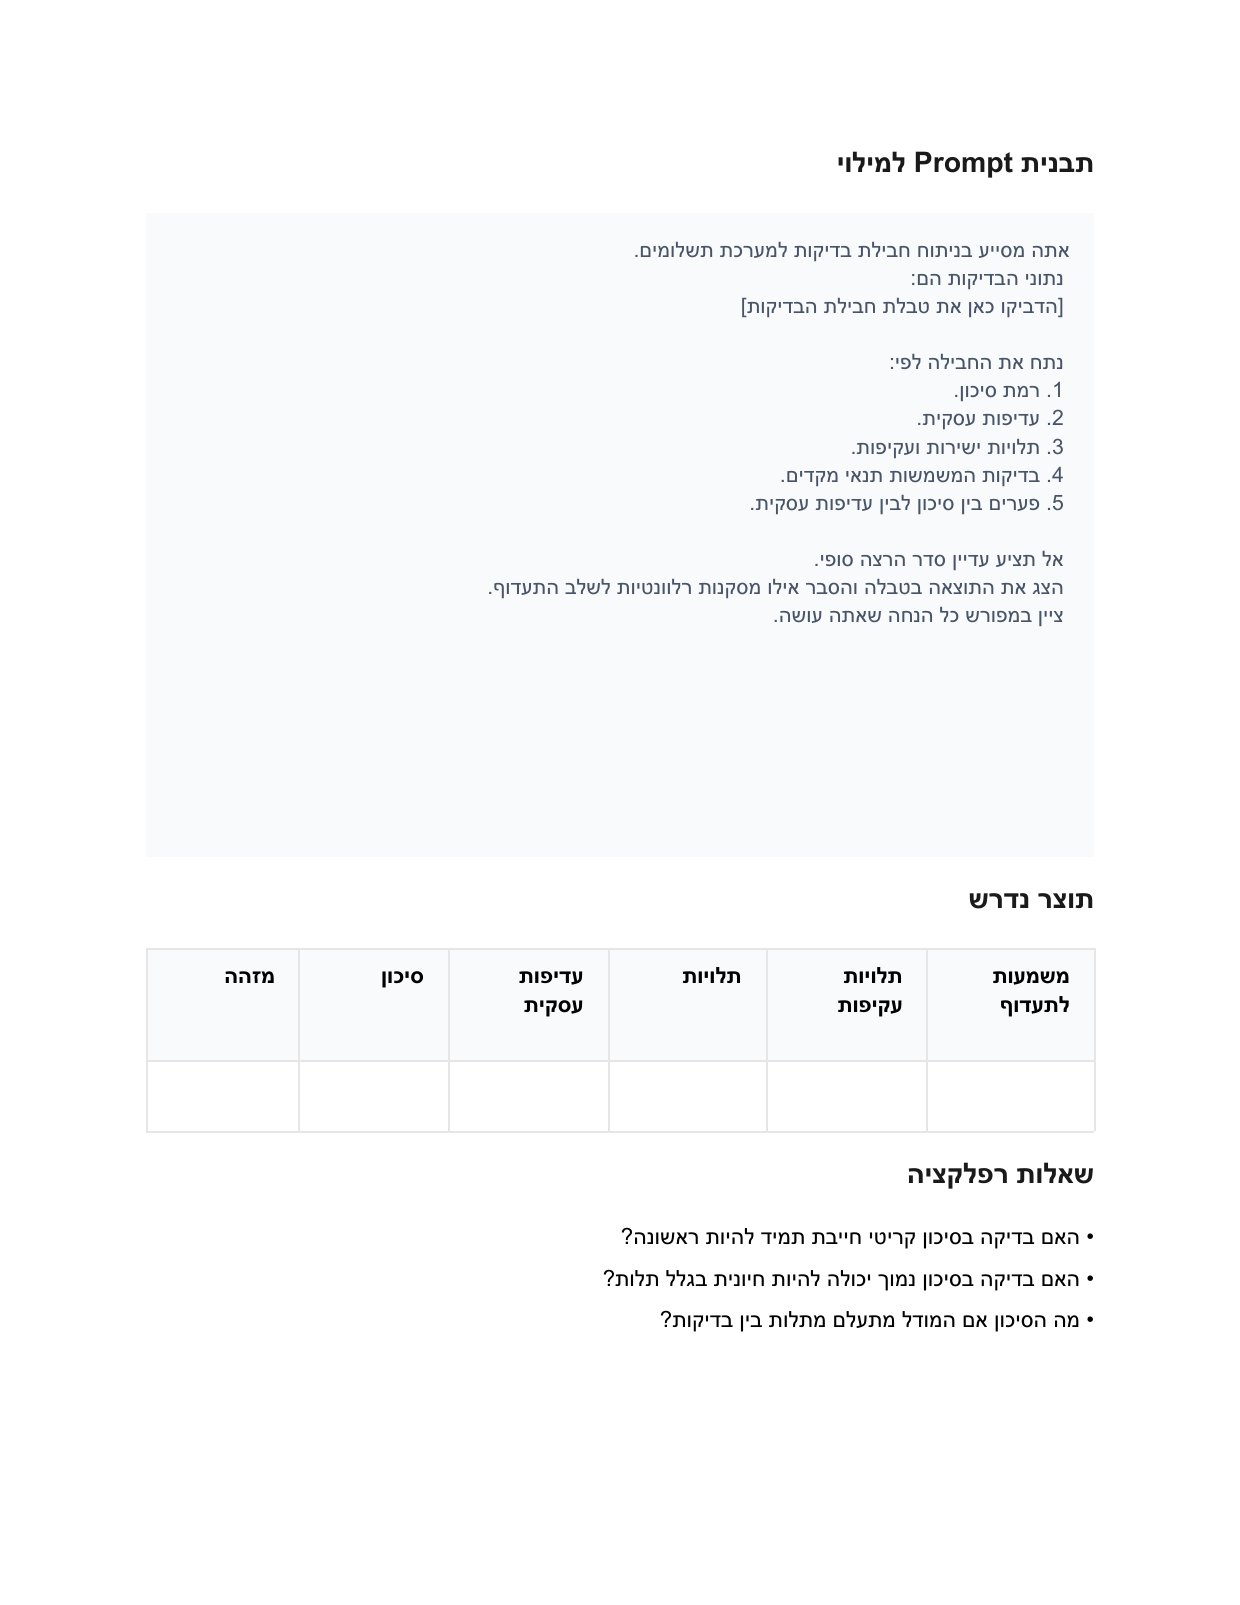 תבנית Prompt למילוי
אתה מסייע בניתוח חבילת בדיקות למערכת תשלומים.
נתוני הבדיקות הם:
[הדביקו כאן את טבלת חבילת הבדיקות]
נתח את החבילה לפי:
1. רמת סיכון.
2. עדיפות עסקית.
3. תלויות ישירות ועקיפות.
4. בדיקות המשמשות תנאי מקדים.
5. פערים בין סיכון לבין עדיפות עסקית.
אל תציע עדיין סדר הרצה סופי.
הצג את התוצאה בטבלה והסבר אילו מסקנות רלוונטיות לשלב התעדוף.
ציין במפורש כל הנחה שאתה עושה.
תוצר נדרש
משמעות
לתעדוף
תלויות
עקיפות
תלויות
עדיפות
עסקית
סיכון
מזהה
שאלות רפלקציה
• האם בדיקה בסיכון קריטי חייבת תמיד להיות ראשונה?
• האם בדיקה בסיכון נמוך יכולה להיות חיונית בגלל תלות?
• מה הסיכון אם המודל מתעלם מתלות בין בדיקות?